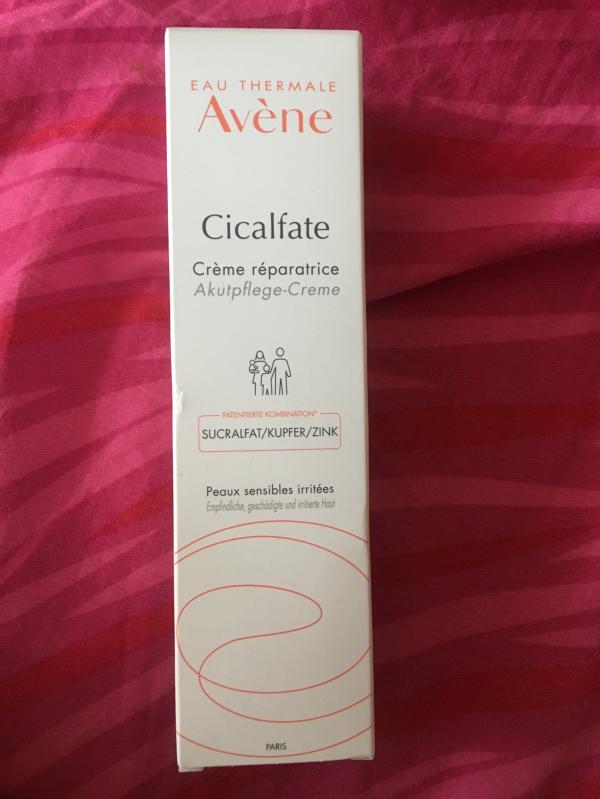 EAU THERMALE
Avène
Cicalfate
Crème réparatrice
Akutpflege-Creme
PATENTIERTE KOMBINATION*
SUCRALFAT/KUPFER/ZINK
Peaux sensibles irritées
Empfindliche, geschädigte und irritierte Haut
PARIS